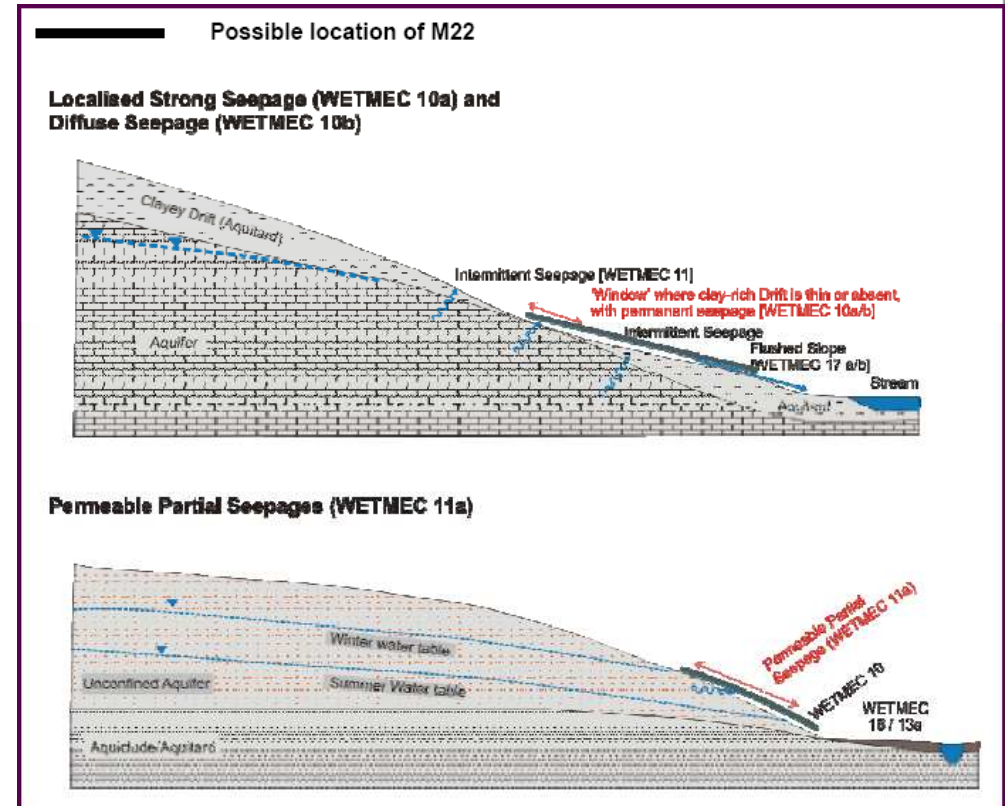 Possible location of M22
Localised Strong Seepage (WETMEC 10a) and
Diffuse Seepage (WETMEC 10b)
Clayey Drift (Aquitard)
Intermittent Seepage [WETMEC 11]
'Window' where clay-rich Drift is thin or absent,
with permanent seepage [WETMEC 10a/b]
Aquifer
Intermittent Seepage
Flushed Slope
[WETMEC 17 a/b]
Stream
Aquitard
Permeable Partial Seepages (WETMEC 11a)
Permeable Partial
Seepage (WETMEC 11a)
Winter water table
Unconfined Aquifer
Summer Water table
WETMEC 10
WETMEC
16 / 13a
Aquiclude/Aquitard